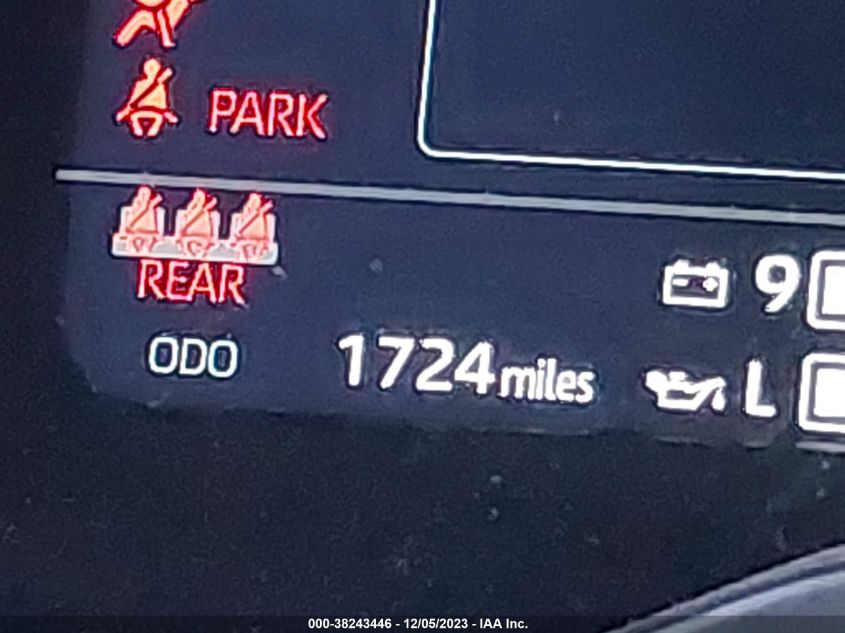 PARK
REAR
9
ODO 1724 miles
L
000-38243446 - 12/05/2023 - IAA Inc.